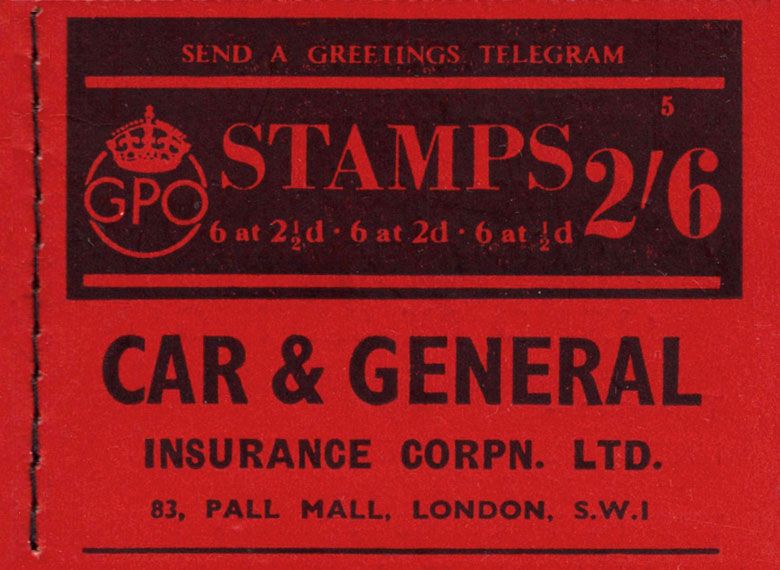 SEND A GREETINGS TELEGRAM
5
GPO
STAMPS 2/6
6 at 2½d · 6 at 2d · 6 at ½d
CAR & GENERAL
INSURANCE CORPN. LTD.
83, PALL MALL, LONDON, S.W.1